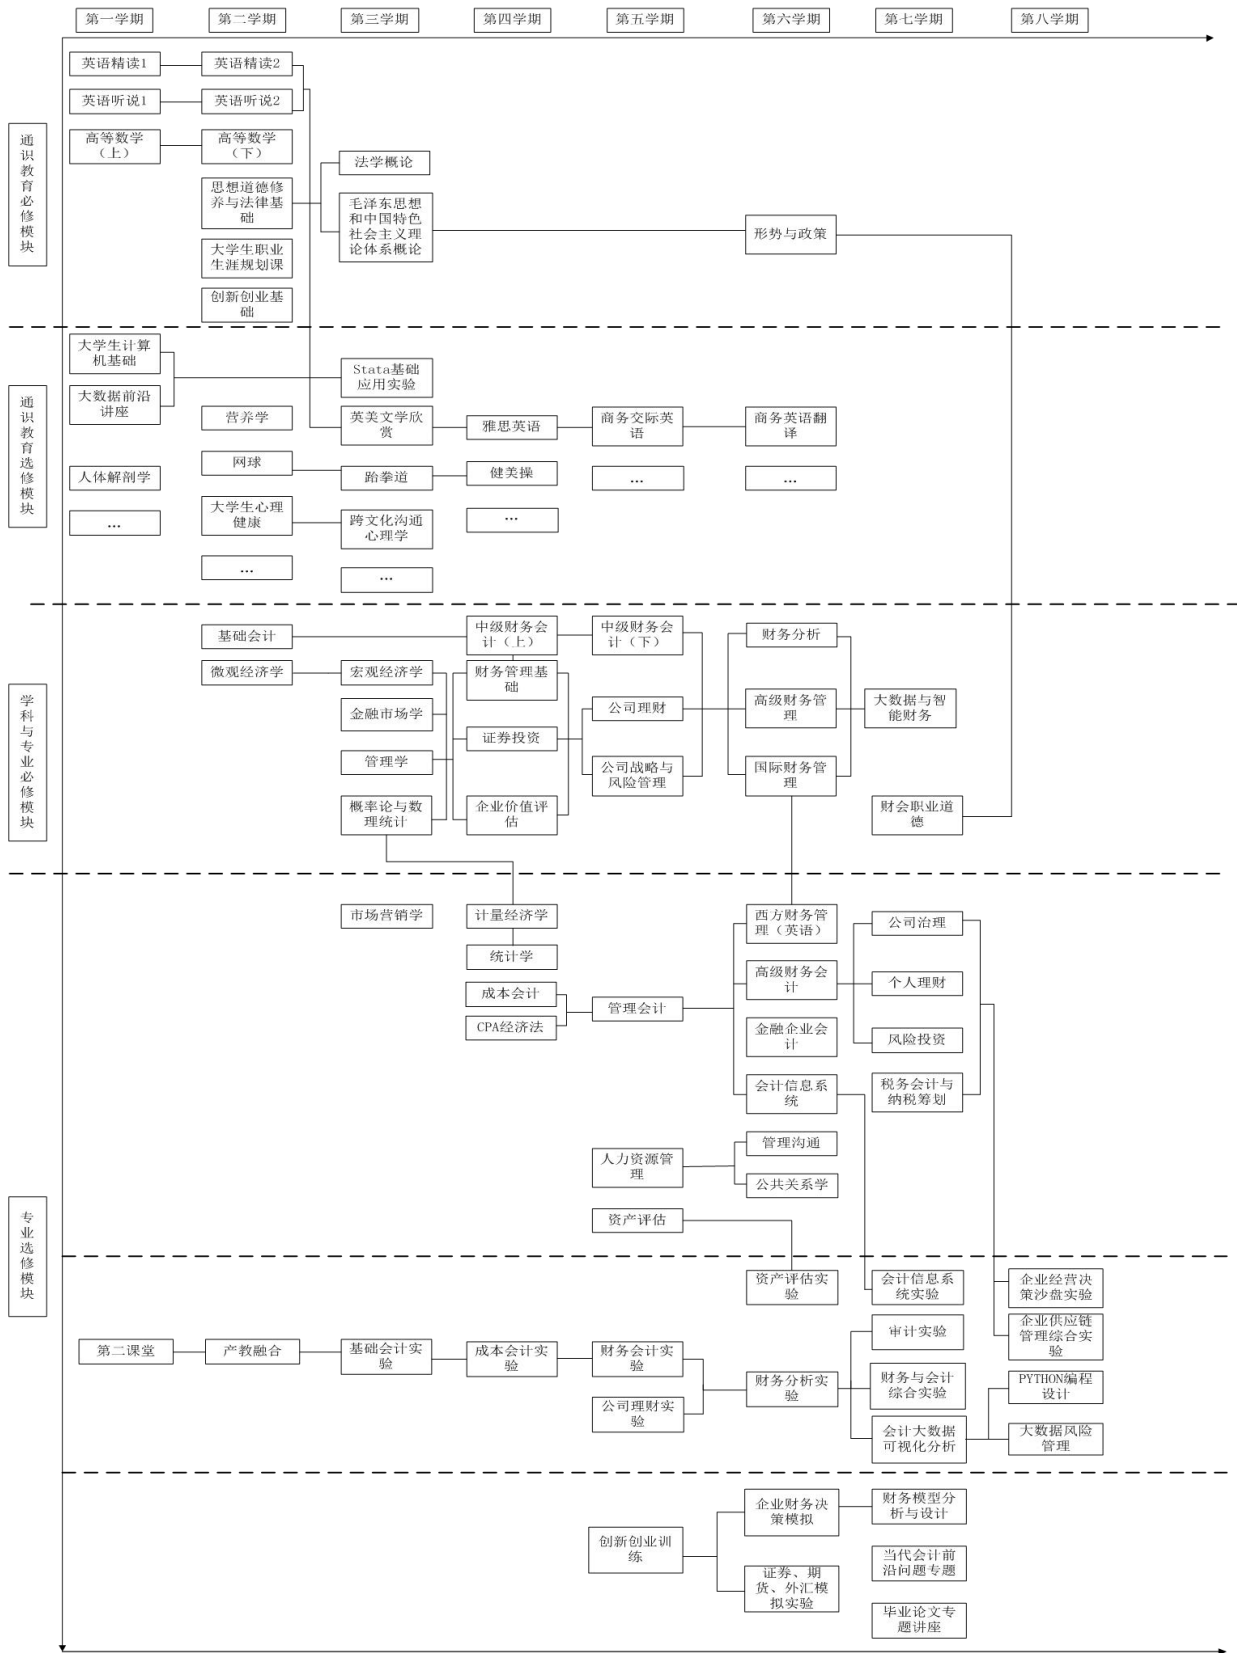 第一学期
第二学期
第三学期
第四学期
第五学期
第六学期
第七学期
第八学期
通识教育必修模块
英语精读1
英语精读2
英语听说1
英语听说2
高等数学
（上）
高等数学
（下）
法学概论
思想道德修
养与法律基
础
毛泽东思想
和中国特色
社会主义理
论体系概论
形势与政策
大学生职业
生涯规划课
创新创业基
础
通识教育选修模块
大学生计算
机基础
Stata基础
应用实验
大数据前沿
讲座
营养学
英美文学欣
赏
雅思英语
商务交际英
语
商务英语翻
译
人体解剖学
网球
跆拳道
健美操
...
...
...
大学生心理
健康
跨文化沟通
心理学
...
...
...
学科与专业必修模块
基础会计
中级财务会
计（上）
中级财务会
计（下）
财务分析
微观经济学
宏观经济学
财务管理基
础
金融市场学
公司理财
高级财务管
理
大数据与智
能财务
证券投资
管理学
公司战略与
风险管理
国际财务管
理
概率论与数
理统计
企业价值评
估
财会职业道
德
专业选修模块
市场营销学
计量经济学
西方财务管
理（英语）
公司治理
统计学
成本会计
高级财务会
计
个人理财
管理会计
CPA经济法
金融企业会
计
风险投资
会计信息系
统
税务会计与
纳税筹划
人力资源管
理
管理沟通
公共关系学
资产评估
资产评估实
验
会计信息系
统实验
企业经营决
策沙盘实验
第二课堂
产教融合
基础会计实
验
成本会计实
验
财务会计实
验
审计实验
企业供应链
管理综合实
验
财务分析实
验
财务与会计
综合实验
PYTHON编程
设计
公司理财实
验
会计大数据
可视化分析
大数据风险
管理
创新创业训
练
企业财务决
策模拟
财务模型分
析与设计
证券、期
货、外汇模
拟实验
当代会计前
沿问题专题
毕业论文专
题讲座